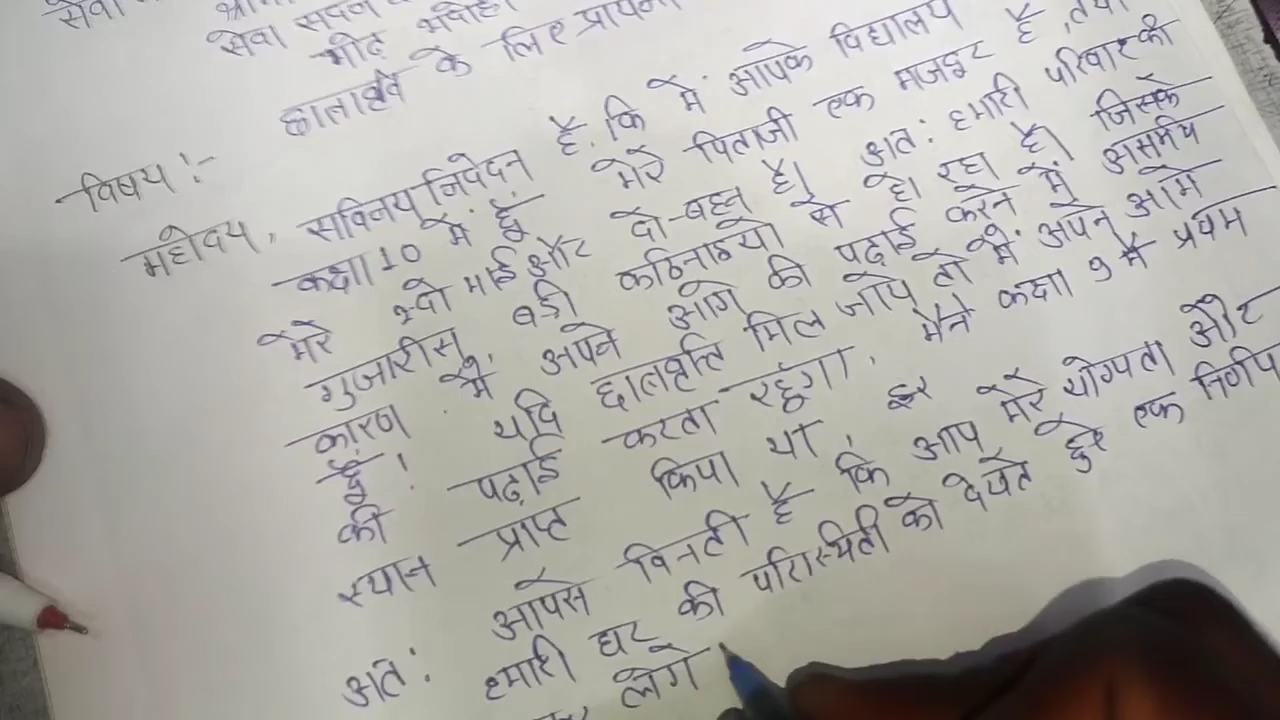 सेवा
सेवा सदन
भीटी भदोही
छात्रवृत्ति के लिए प्रार्थना
विषय :-
महोदय, सविनय निवेदन है. कि में आपके विद्यालय
कक्षा 10 में हूँ मेरे पिताजी एक मजदूर है, तथा
मेरे दो भाई और दो-बहन है। अत: हमारी परिवार की
गुजारीस बडी कठिनाइयो से हो रहा है। जिसके
कारण में, अपने आगे की पढ़ाई करने में असमर्थ
हूँ। यदि छात्रवृत्ति मिल जाये तो में अपने आगे
की पढ़ाई करता रहूंगा. मैने कक्षा 9 में प्रथम
स्थान प्राप्त किया था,
अत: आपसे विनती है कि आप मेरे योग्यता और
हमारी घर की परिस्थिती को देखते हुए एक निर्णय
लेगे